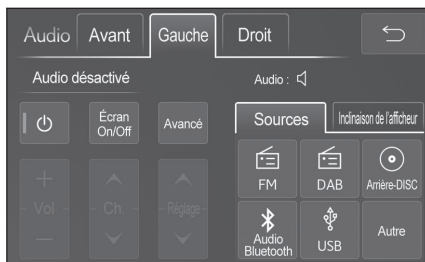 Audio Avant Gauche Droit
Audio désactivé
Audio :
Écran
On/Off
Avancé
Sources
Inclinaison de l'afficheur
FM
DAB
Arrière-DISC
+
Vol
—
Ch.
Réglage
Audio
Bluetooth
USB
Autre